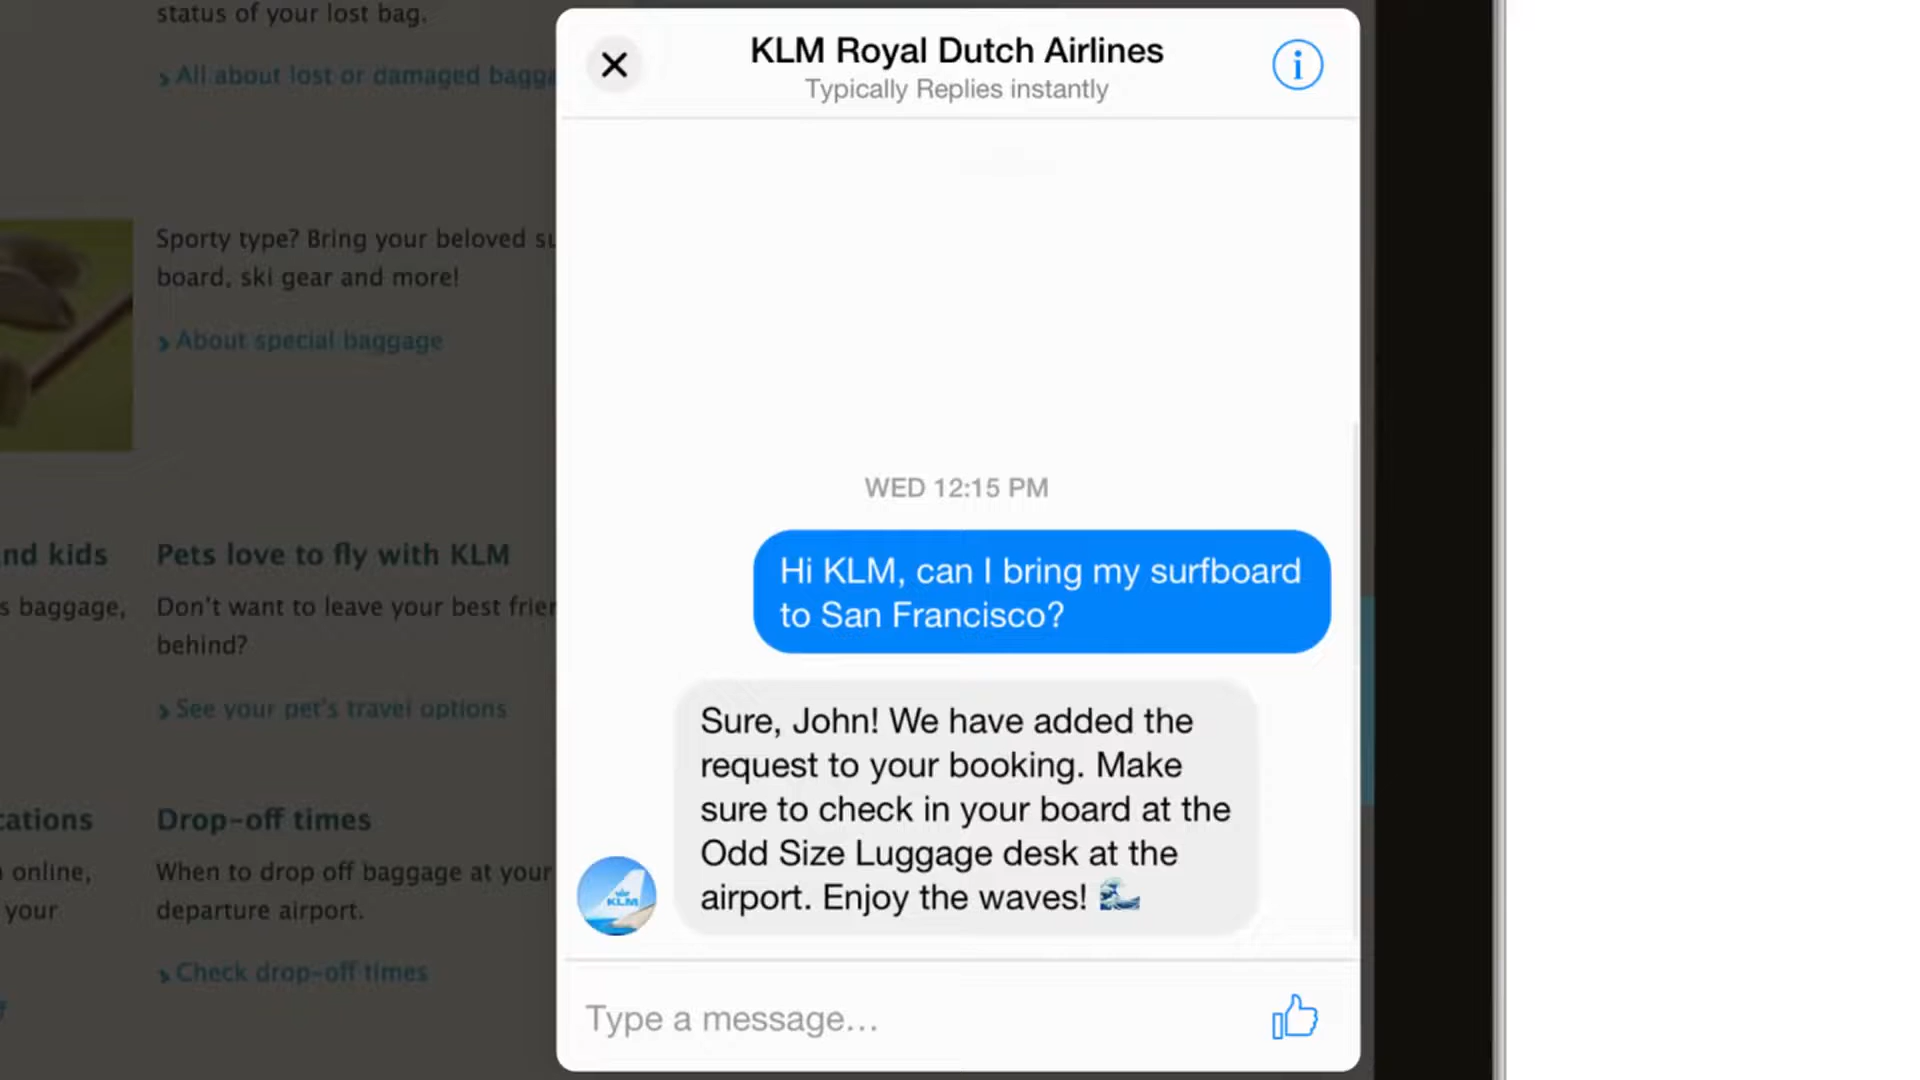 status of your lost bag.
All about lost or damaged bagga
Sporty type? Bring your beloved su
board, ski gear and more!
About special baggage
nd kids
s baggage,
Pets love to fly with KLM
Don't want to leave your best frien
behind?
See your pet's travel options
cations
online,
your
Drop-off times
When to drop off baggage at your
departure airport.
Check drop-off times
KLM Royal Dutch Airlines
Typically Replies instantly
WED 12:15 PM
Hi KLM, can I bring my surfboard
to San Francisco?
Sure, John! We have added the
request to your booking. Make
sure to check in your board at the
Odd Size Luggage desk at the
airport. Enjoy the waves! 🌊
KLM
Type a message...